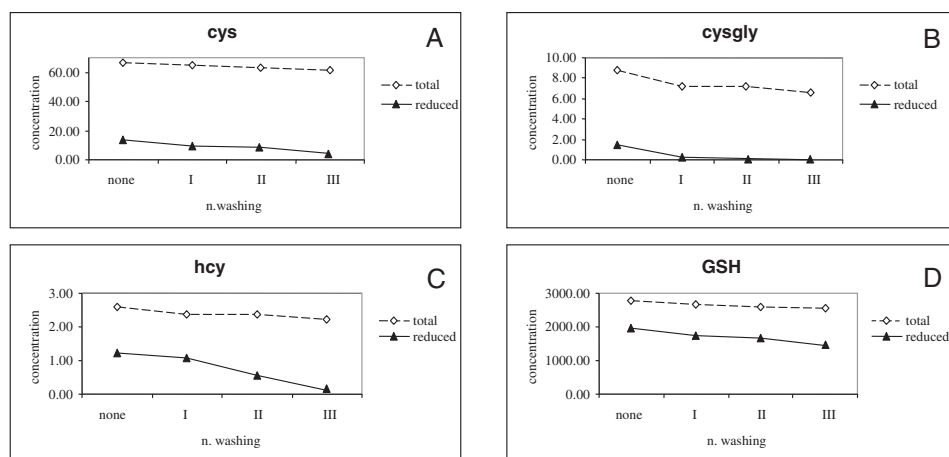 cys
A
60.00
40.00
20.00
0.00
concentration
none I II III
n.washing
total
reduced
cysgly
B
10.00
8.00
6.00
4.00
2.00
0.00
concentration
none I II III
n.washing
total
reduced
hcy
C
3.00
2.00
1.00
0.00
concentration
none I II III
n. washing
total
reduced
GSH
D
3000.00
2000.00
1000.00
0.00
concentration
none I II III
n. washing
total
reduced